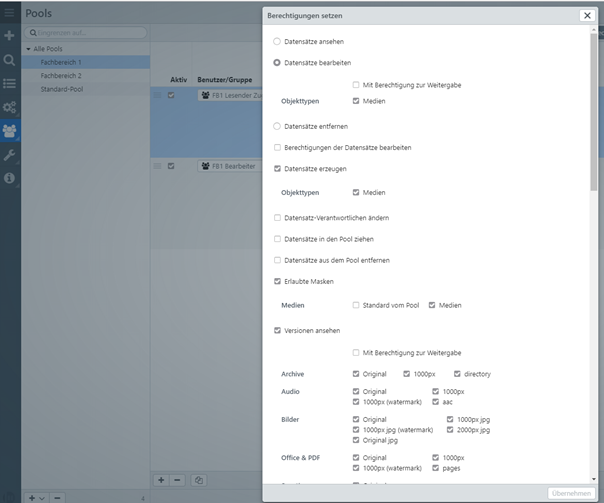 Pools
Berechtigungen setzen
Eingrenzen auf...
Alle Pools
Fachbereich 1
Fachbereich 2
Standard-Pool
Aktiv Benutzer/Gruppe
FB1 Lesender Zu
FB1 Bearbeiter
Datensätze ansehen
Datensätze bearbeiten
Mit Berechtigung zur Weitergabe
Objekttypen Medien
Datensätze entfernen
Berechtigungen der Datensätze bearbeiten
Datensätze erzeugen
Objekttypen Medien
Datensatz-Verantwortlichen ändern
Datensätze in den Pool ziehen
Datensätze aus dem Pool entfernen
Erlaubte Masken
Medien Standard vom Pool Medien
Versionen ansehen
Mit Berechtigung zur Weitergabe
Archive Original 1000px directory
Audio Original 1000px
1000px (watermark) aac
Bilder Original 1000px jpg
1000px jpg (watermark) 2000px jpg
Original jpg
Office & PDF Original 1000px
1000px (watermark) pages
4
Übernehmen